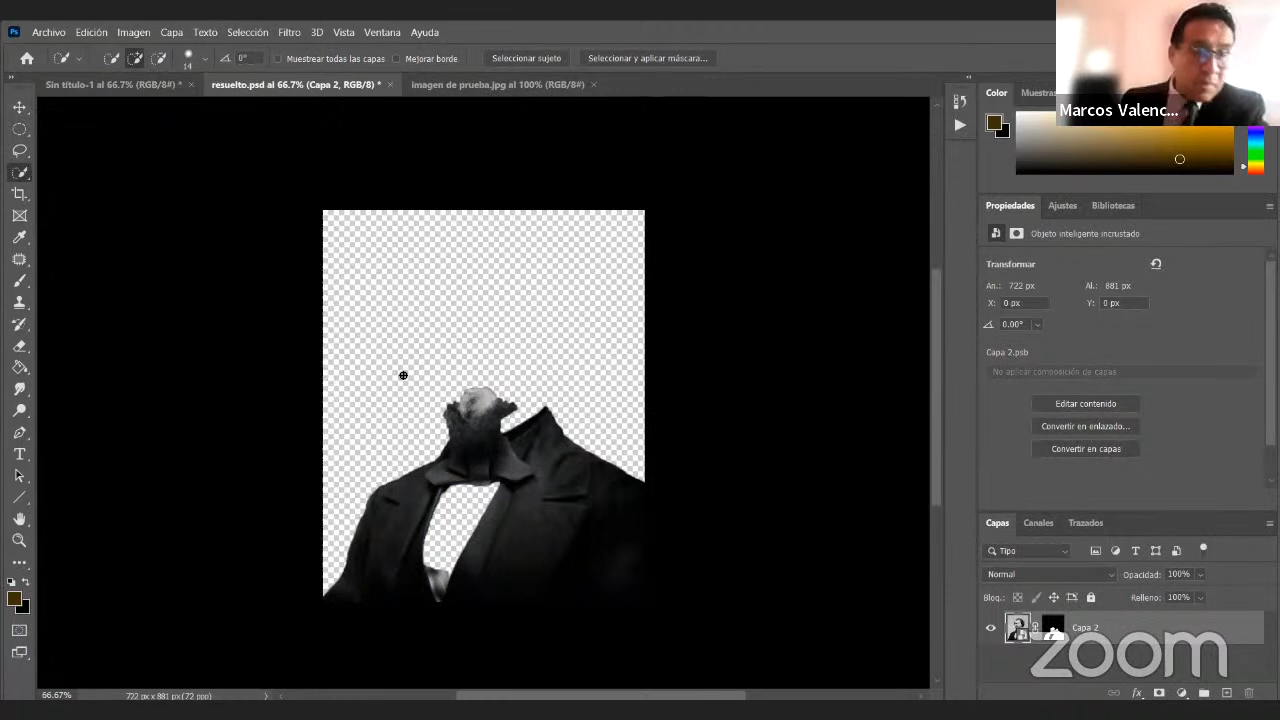 Ps Archivo Edición Imagen Capa Texto Selección Filtro 3D Vista Ventana Ayuda
14 0° Muestrear todas las capas Mejorar borde Seleccionar sujeto Seleccionar y aplicar máscara...
Sin título-1 al 66.7% (RGB/8#) * × resuelto.psd al 66.7% (Capa 2, RGB/8) * × imagen de prueba.jpg al 100% (RGB/8#) ×
Marcos Valenc...
Color Muestras
Propiedades Ajustes Bibliotecas
Objeto inteligente incrustado
Transformar
An.: 722 px Al.: 881 px
X: 0 px Y: 0 px
0.00°
Capa 2.psb
No aplicar composición de capas
Editar contenido
Convertir en enlazado...
Convertir en capas
Capas Canales Trazados
Tipo
Normal Opacidad: 100%
Bloq.: Relleno: 100%
Capa 2
zoom
66.67% 722 px x 881 px (72 ppp)